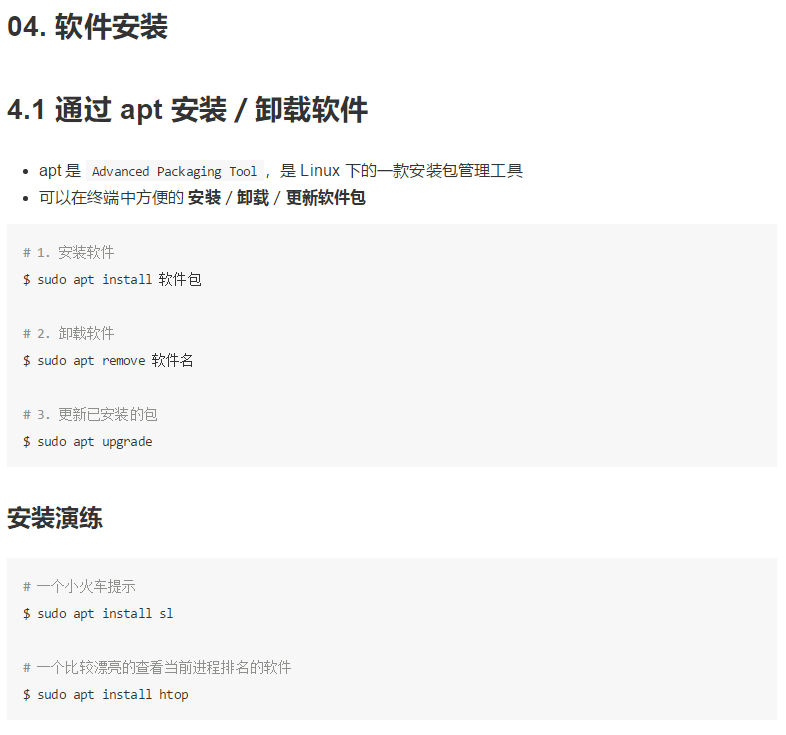 04. 软件安装
4.1 通过 apt 安装 / 卸载软件
• apt 是 Advanced Packaging Tool，是 Linux 下的一款安装包管理工具
• 可以在终端中方便的 安装 / 卸载 / 更新软件包
# 1. 安装软件
$ sudo apt install 软件包
# 2. 卸载软件
$ sudo apt remove 软件名
# 3. 更新已安装的包
$ sudo apt upgrade
安装演练
# 一个小火车提示
$ sudo apt install sl
# 一个比较漂亮的查看当前进程排名的软件
$ sudo apt install htop